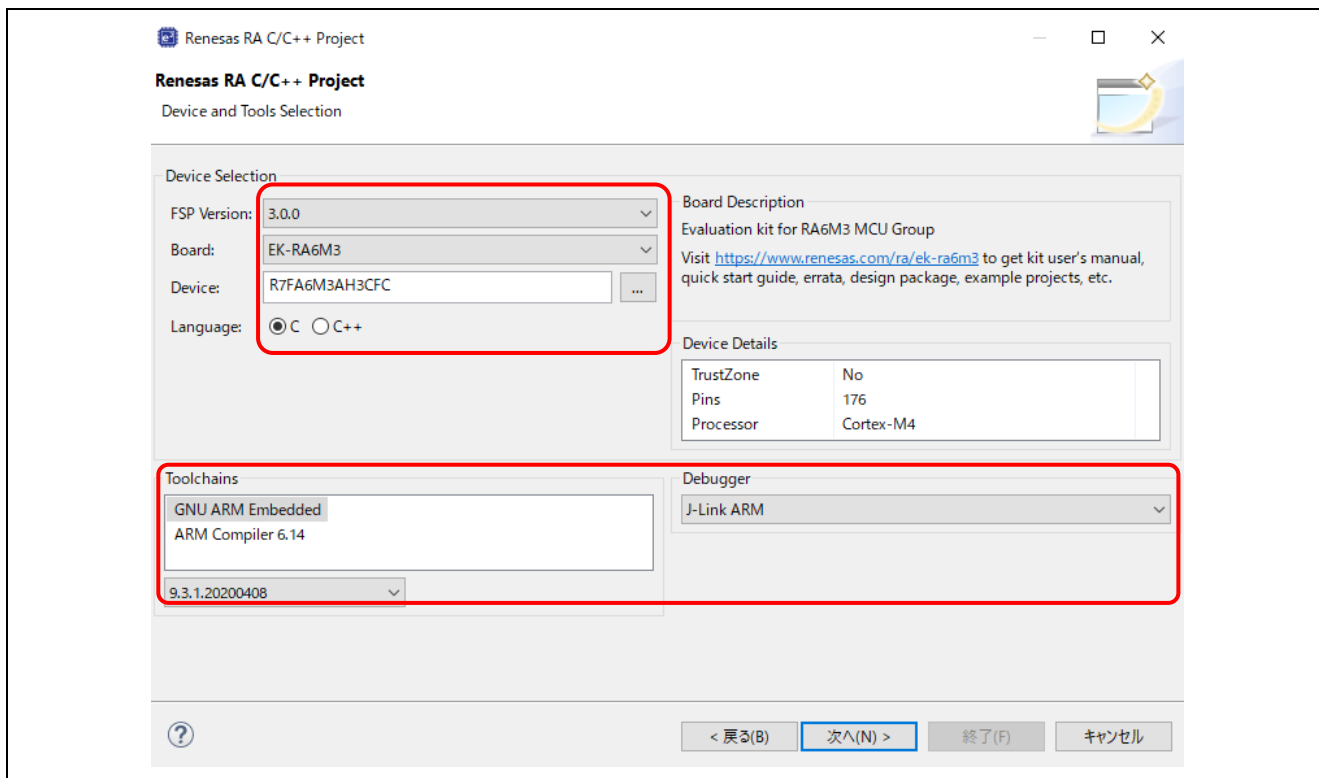 Renesas RA C/C++ Project
Renesas RA C/C++ Project
Device and Tools Selection
Device Selection
FSP Version: 3.0.0
Board: EK-RA6M3
Device: R7FA6M3AH3CFC ...
Language: C C++
Board Description
Evaluation kit for RA6M3 MCU Group
Visit https://www.renesas.com/ra/ek-ra6m3 to get kit user's manual,
quick start guide, errata, design package, example projects, etc.
Device Details
TrustZone No
Pins 176
Processor Cortex-M4
Toolchains
GNU ARM Embedded
ARM Compiler 6.14
9.3.1.20200408
Debugger
J-Link ARM
? < 戻る(B) 次へ(N) > 終了(F) キャンセル